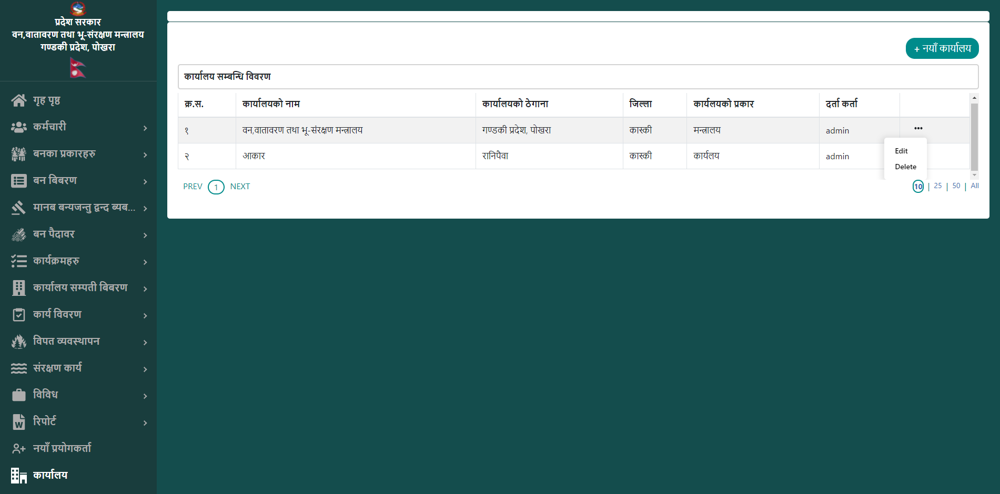 प्रदेश सरकार
वन,वातावरण तथा भू-संरक्षण मन्त्रालय
गण्डकी प्रदेश, पोखरा
गृह पृष्ठ
कर्मचारी
बनका प्रकारहरु
बन बिबरण
मानब बन्यजन्तु द्वन्द ब्यब...
बन पैदावर
कार्यक्रमहरु
कार्यालय सम्पती बिबरण
कार्य विवरण
विपत व्यवस्थापन
संरक्षण कार्य
विविध
रिपोर्ट
नयाँ प्रयोगकर्ता
कार्यालय
+ नयाँ कार्यालय
कार्यालय सम्बन्धि विवरण
क्र.स. कार्यालयको नाम कार्यालयको ठेगाना जिल्ला कार्यलयको प्रकार दर्ता कर्ता
१ वन,वातावरण तथा भू-संरक्षण मन्त्रालय गण्डकी प्रदेश, पोखरा कास्की मन्त्रालय admin •••
२ आकार रानिपैवा कास्की कार्यलय admin
Edit
Delete
PREV 1 NEXT
10 | 25 | 50 | All